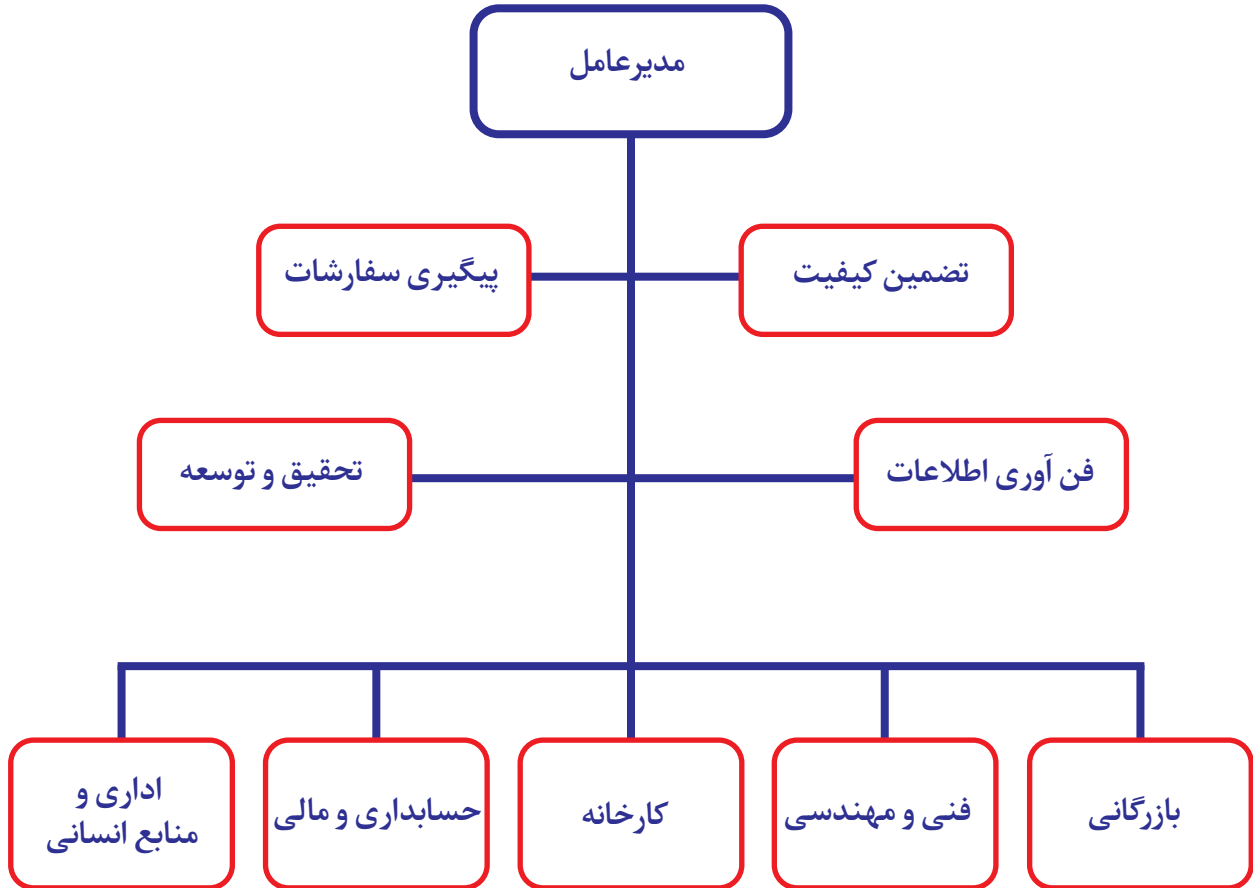 مدیرعامل
تضمین کیفیت
پیگیری سفارشات
فن آوری اطلاعات
تحقیق و توسعه
بازرگانی
فنی و مهندسی
کارخانه
حسابداری و مالی
اداری و
منابع انسانی